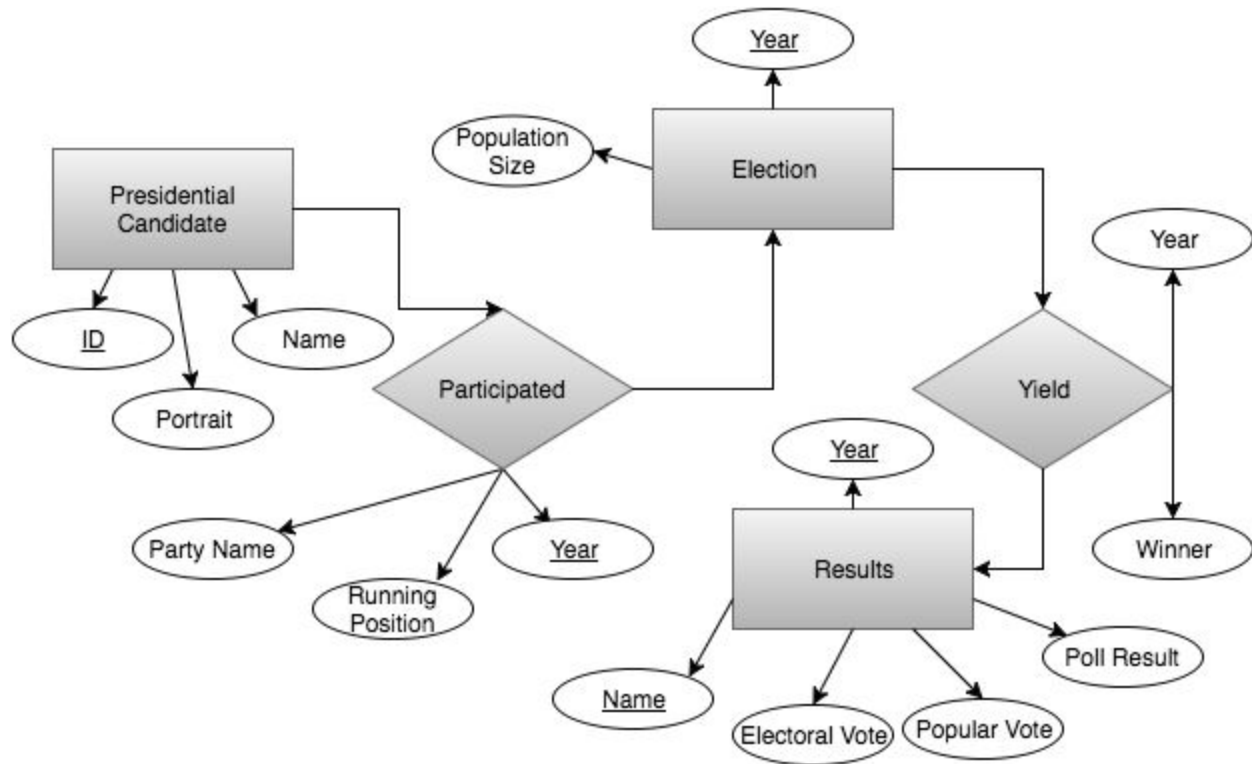 Year
Population
Size
Election
Presidential
Candidate
Year
ID
Name
Portrait
Participated
Yield
Year
Party Name
Year
Winner
Running
Position
Results
Poll Result
Name
Electoral Vote
Popular Vote